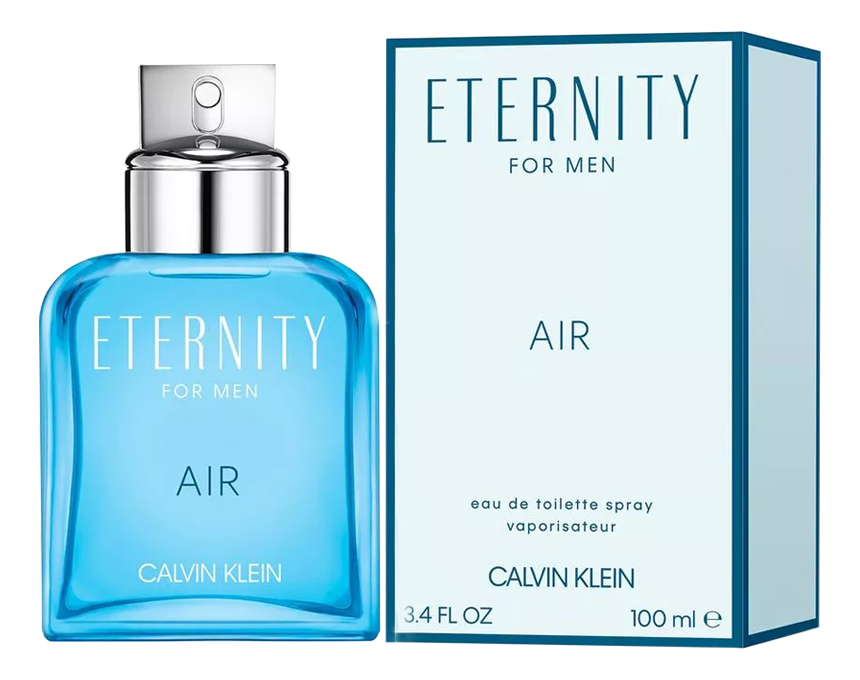 ETERNITY
FOR MEN
AIR
CALVIN KLEIN
ETERNITY
FOR MEN
AIR
eau de toilette spray
vaporisateur
CALVIN KLEIN
3.4 FL OZ
100 ml ℮